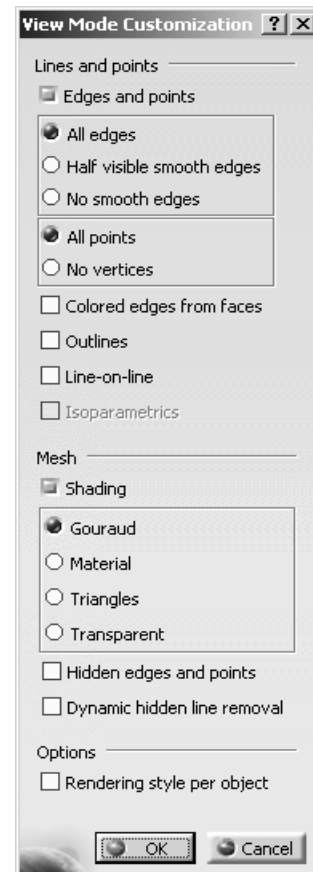 View Mode Customization ? X
Lines and points
Edges and points
All edges
Half visible smooth edges
No smooth edges
All points
No vertices
Colored edges from faces
Outlines
Line-on-line
Isoparametrics
Mesh
Shading
Gouraud
Material
Triangles
Transparent
Hidden edges and points
Dynamic hidden line removal
Options
Rendering style per object
OK Cancel